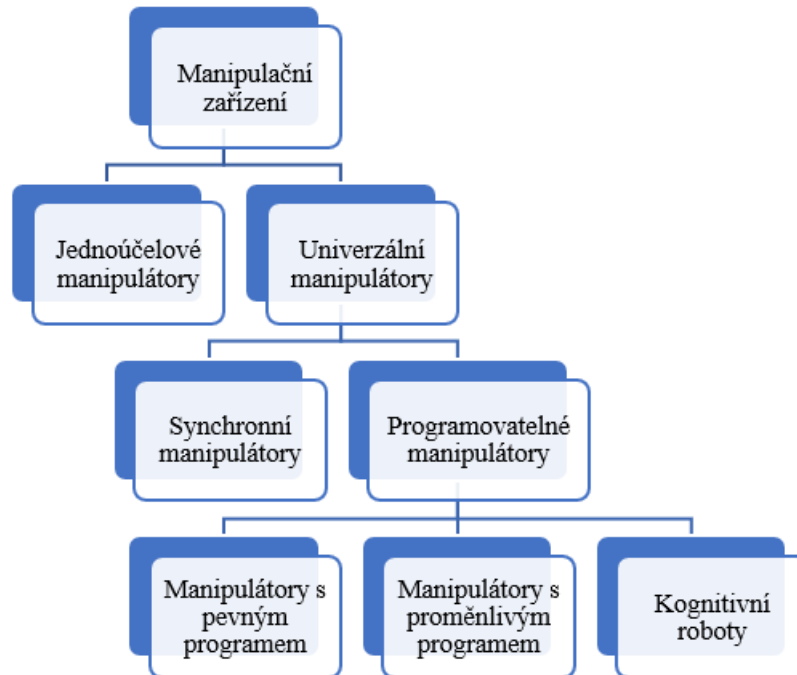 Manipulační
zařízení
Jednoúčelové
manipulátory
Univerzální
manipulátory
Synchronní
manipulátory
Programovatelné
manipulátory
Manipulátory s
pevným
programem
Manipulátory s
proměnlivým
programem
Kognitivní
roboty